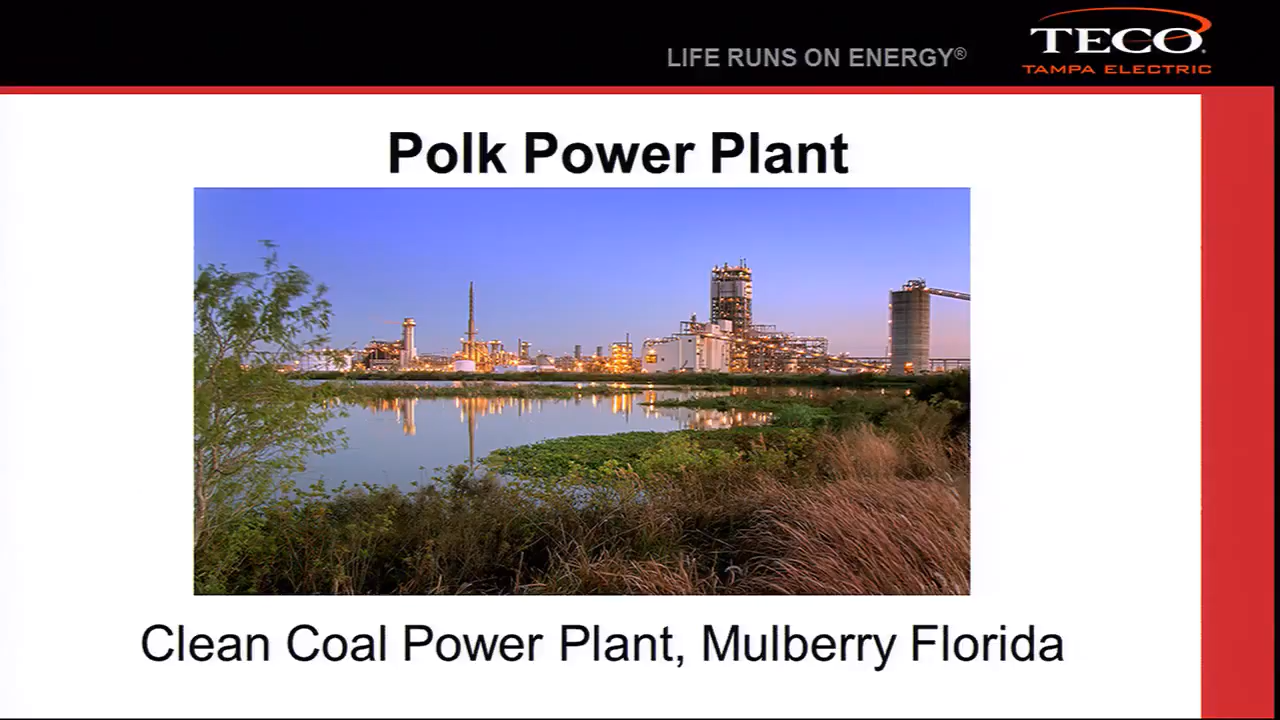 LIFE RUNS ON ENERGY®
TECO
TAMPA ELECTRIC
Polk Power Plant
Clean Coal Power Plant, Mulberry Florida